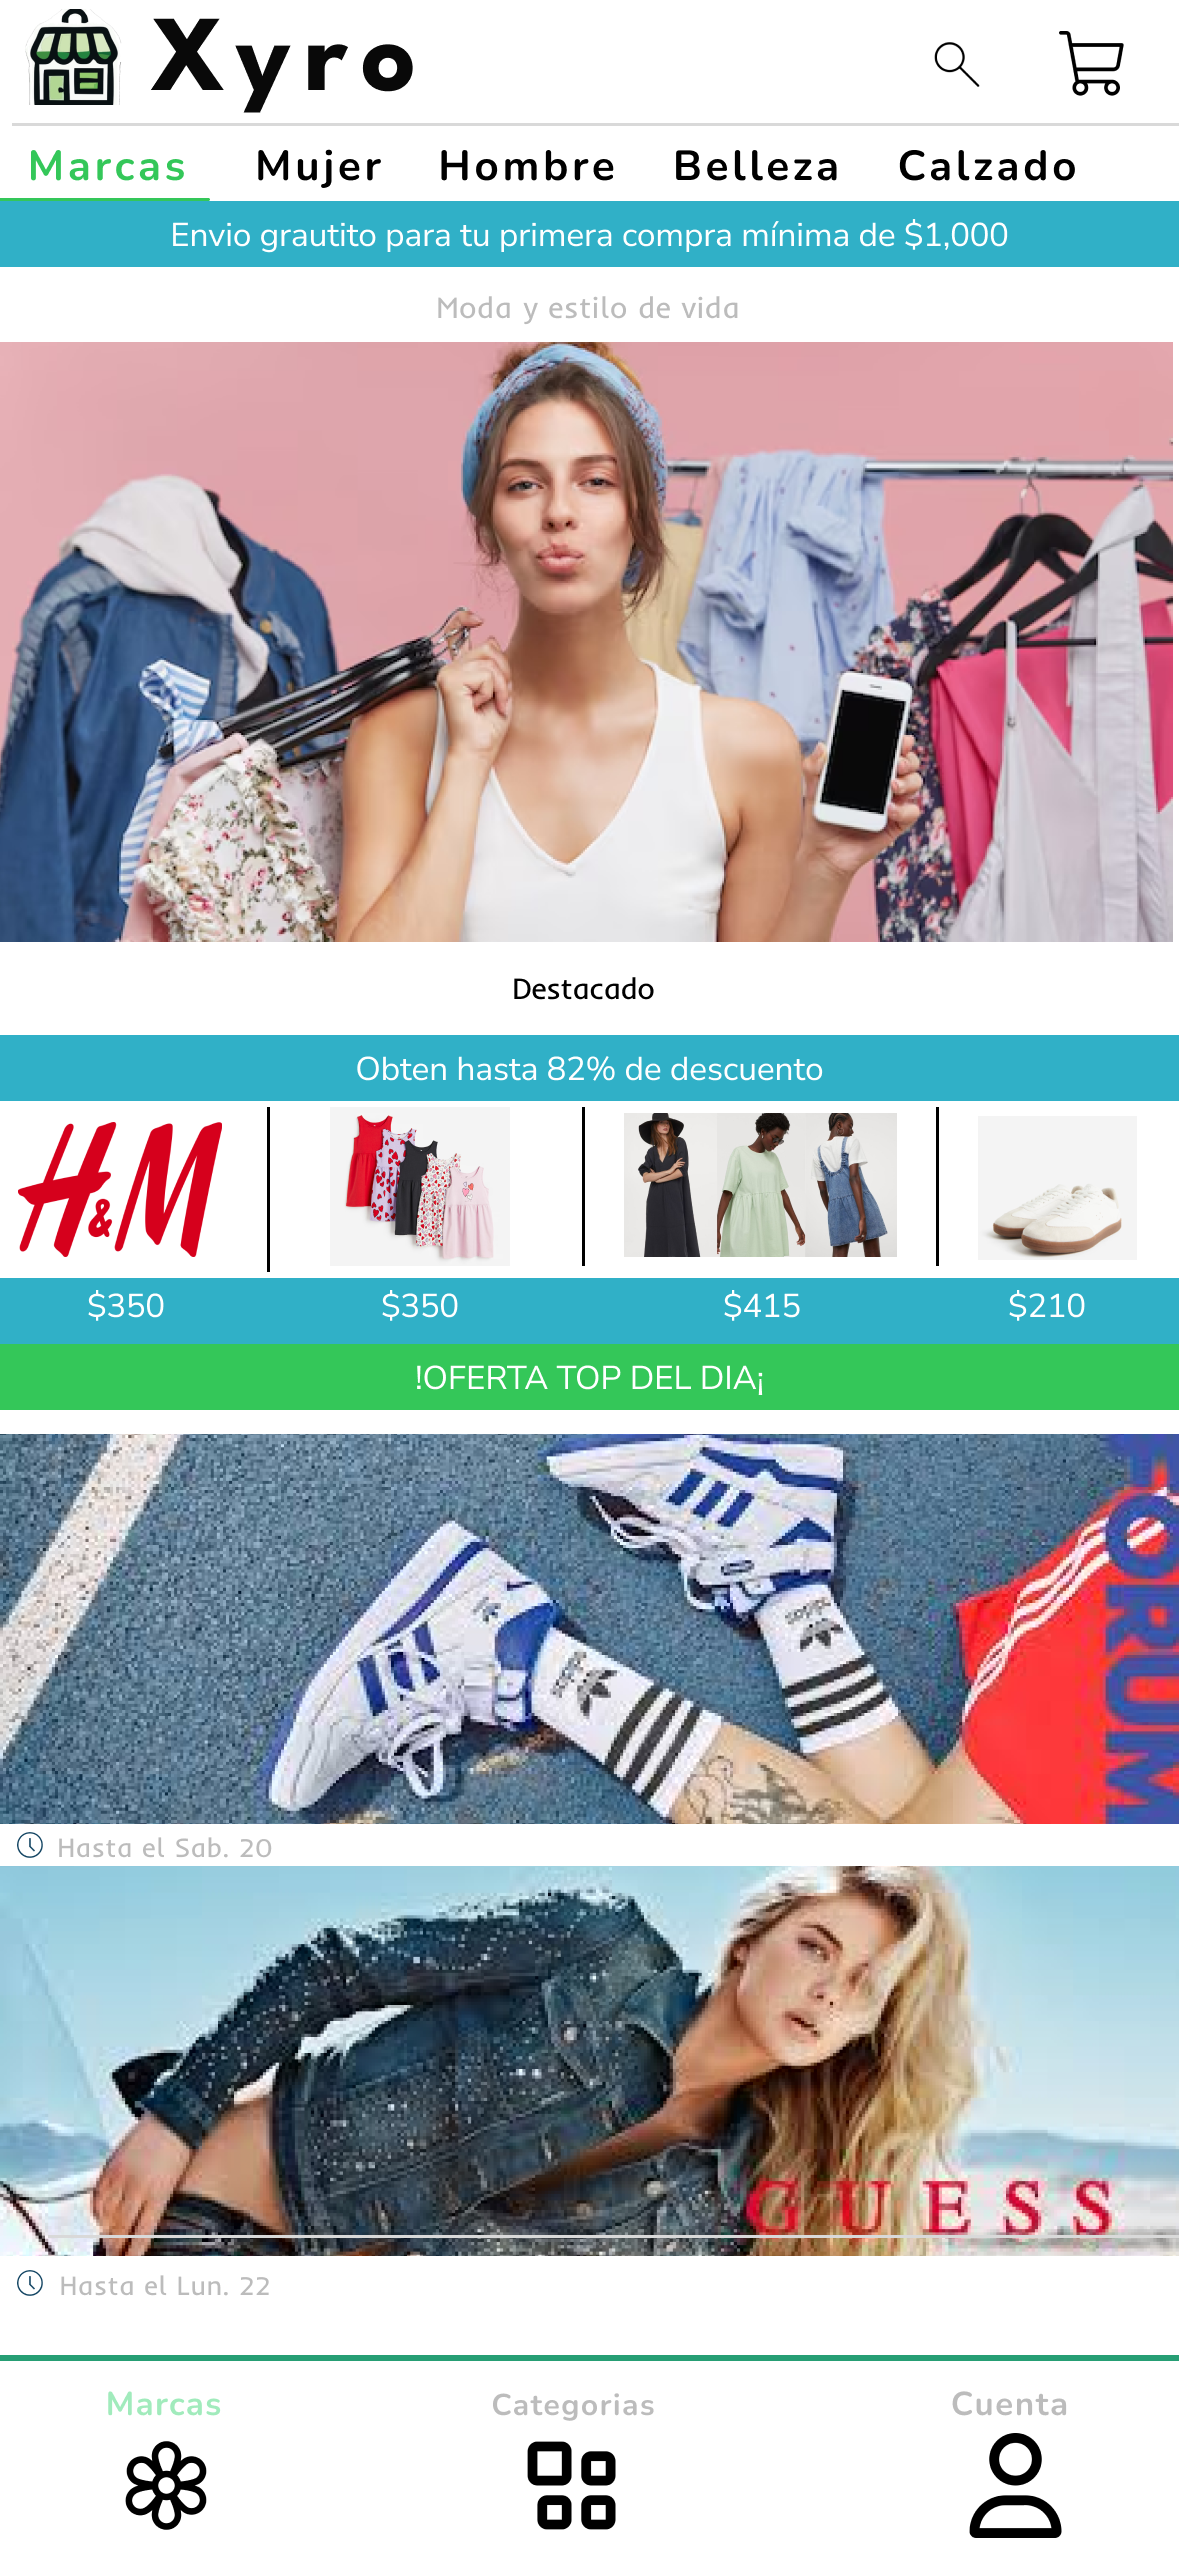 Xyro
Marcas Mujer Hombre Belleza Calzado
Envio grautito para tu primera compra mínima de $1,000
Moda y estilo de vida
Destacado
Obten hasta 82% de descuento
H&M
$350 $350 $415 $210
!OFERTA TOP DEL DIA¡
FORUM
Hasta el Sab. 20
GUESS
Hasta el Lun. 22
Marcas Categorias Cuenta